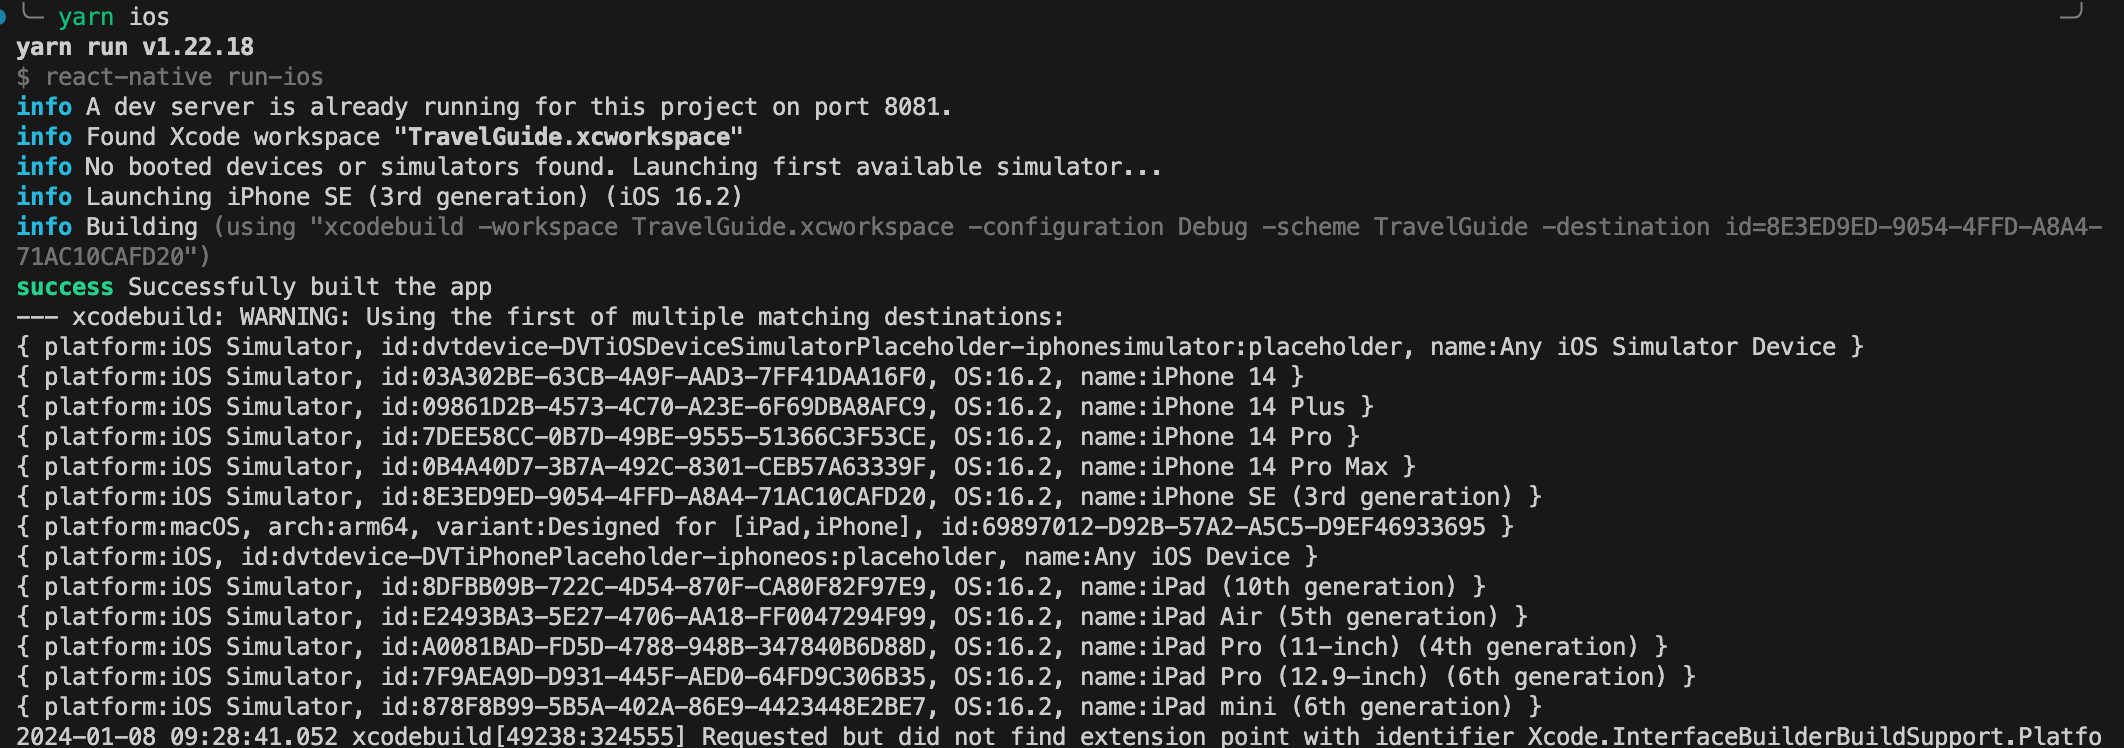 yarn ios
yarn run v1.22.18
$ react-native run-ios
info A dev server is already running for this project on port 8081.
info Found Xcode workspace "TravelGuide.xcworkspace"
info No booted devices or simulators found. Launching first available simulator...
info Launching iPhone SE (3rd generation) (iOS 16.2)
info Building (using "xcodebuild -workspace TravelGuide.xcworkspace -configuration Debug -scheme TravelGuide -destination id=8E3ED9ED-9054-4FFD-A8A4-
71AC10CAFD20")
success Successfully built the app
--- xcodebuild: WARNING: Using the first of multiple matching destinations:
{ platform:iOS Simulator, id:dvtdevice-DVTiOSDeviceSimulatorPlaceholder-iphonesimulator:placeholder, name:Any iOS Simulator Device }
{ platform:iOS Simulator, id:03A302BE-63CB-4A9F-AAD3-7FF41DAA16F0, OS:16.2, name:iPhone 14 }
{ platform:iOS Simulator, id:09861D2B-4573-4C70-A23E-6F69DBA8AFC9, OS:16.2, name:iPhone 14 Plus }
{ platform:iOS Simulator, id:7DEE58CC-0B7D-49BE-9555-51366C3F53CE, OS:16.2, name:iPhone 14 Pro }
{ platform:iOS Simulator, id:0B4A40D7-3B7A-492C-8301-CEB57A63339F, OS:16.2, name:iPhone 14 Pro Max }
{ platform:iOS Simulator, id:8E3ED9ED-9054-4FFD-A8A4-71AC10CAFD20, OS:16.2, name:iPhone SE (3rd generation) }
{ platform:macOS, arch:arm64, variant:Designed for [iPad,iPhone], id:69897012-D92B-57A2-A5C5-D9EF46933695 }
{ platform:iOS, id:dvtdevice-DVTiPhonePlaceholder-iphoneos:placeholder, name:Any iOS Device }
{ platform:iOS Simulator, id:8DFBB09B-722C-4D54-870F-CA80F82F97E9, OS:16.2, name:iPad (10th generation) }
{ platform:iOS Simulator, id:E2493BA3-5E27-4706-AA18-FF0047294F99, OS:16.2, name:iPad Air (5th generation) }
{ platform:iOS Simulator, id:A0081BAD-FD5D-4788-948B-347840B6D88D, OS:16.2, name:iPad Pro (11-inch) (4th generation) }
{ platform:iOS Simulator, id:7F9AEA9D-D931-445F-AED0-64FD9C306B35, OS:16.2, name:iPad Pro (12.9-inch) (6th generation) }
{ platform:iOS Simulator, id:878F8B99-5B5A-402A-86E9-4423448E2BE7, OS:16.2, name:iPad mini (6th generation) }
2024-01-08 09:28:41.052 xcodebuild[49238:324555] Requested but did not find extension point with identifier Xcode.InterfaceBuilderBuildSupport.Platfo